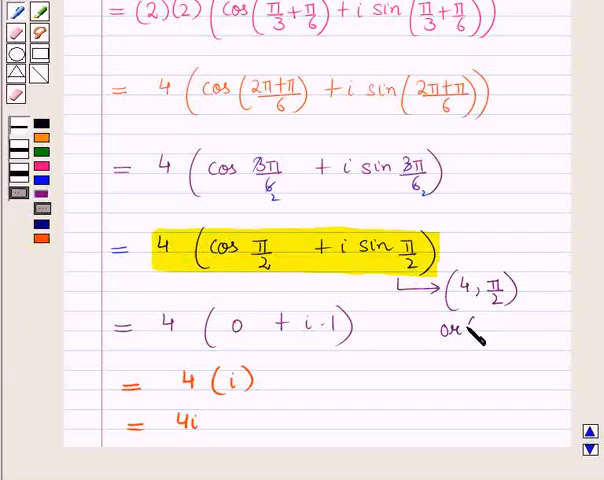 = (2)(2) (cos(π/3 + π/6) + i sin(π/3 + π/6))
= 4 (cos(2π+π/6) + i sin(2π+π/6))
= 4 (cos 3π/6 2 + i sin 3π/6 2)
= 4 (cos π/2 + i sin π/2)
→ (4, π/2)
= 4 (0 + i·1)
or
= 4 (i)
= 4i